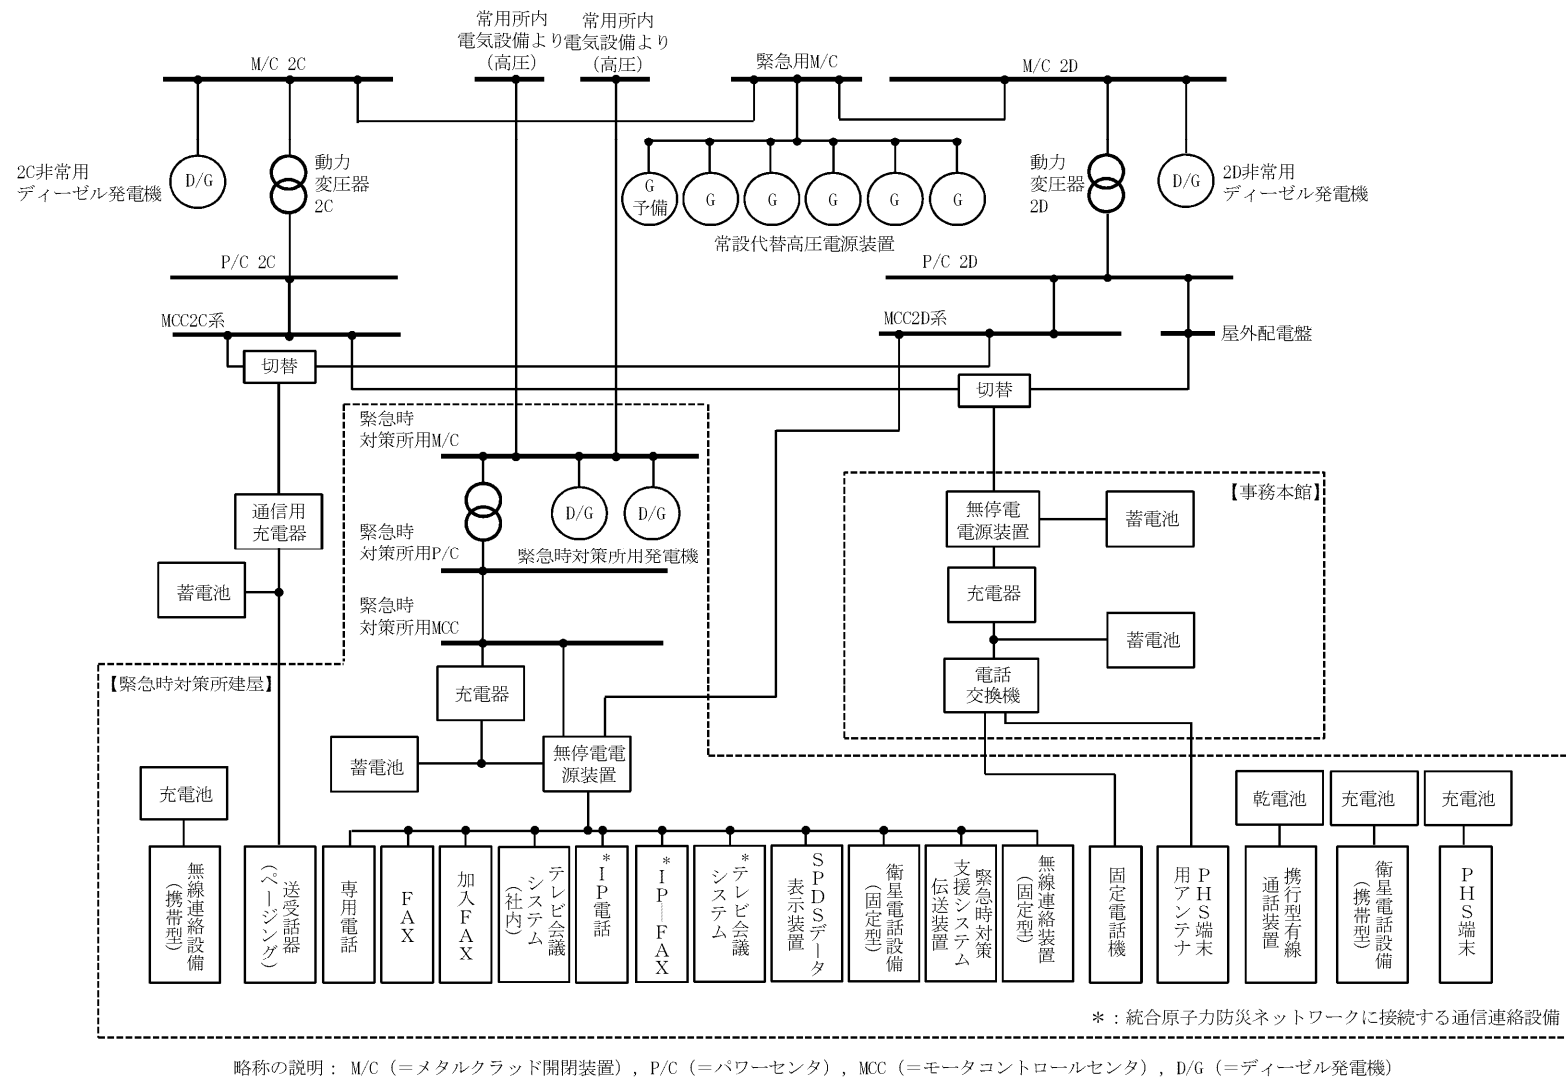 常用所内
電気設備より
(高圧)
常用所内
電気設備より
(高圧)
M/C 2C
緊急用M/C
M/C 2D
2C非常用
ディーゼル発電機
D/G
動力
変圧器
2C
G
予備
G
G
G
G
G
常設代替高圧電源装置
動力
変圧器
2D
D/G
2D非常用
ディーゼル発電機
P/C 2C
P/C 2D
MCC2C系
MCC2D系
屋外配電盤
切替
切替
緊急時
対策所用M/C
通信用
充電器
D/G
D/G
緊急時対策所用発電機
緊急時
対策所用P/C
【事務本館】
無停電
電源装置
蓄電池
蓄電池
充電器
緊急時
対策所用MCC
蓄電池
電話
交換機
【緊急時対策所建屋】
充電器
蓄電池
無停電電
源装置
充電池
乾電池
充電池
充電池
無線連絡設備
(携帯型)
送受話器
(ページング)
専用電話
FAX
加入FAX
テレビ会議
システム
(社内)
*IP電話
*IP-FAX
*テレビ会議
システム
SPDSデータ
表示装置
衛星電話設備
(固定型)
緊急時対策
支援システム
伝送装置
無線連絡装置
(固定型)
固定電話機
PHS端末
用アンテナ
携行型有線
通話装置
衛星電話設備
(携帯型)
PHS端末
*:統合原子力防災ネットワークに接続する通信連絡設備
略称の説明: M/C(=メタルクラッド開閉装置), P/C(=パワーセンタ), MCC(=モータコントロールセンタ), D/G(=ディーゼル発電機)